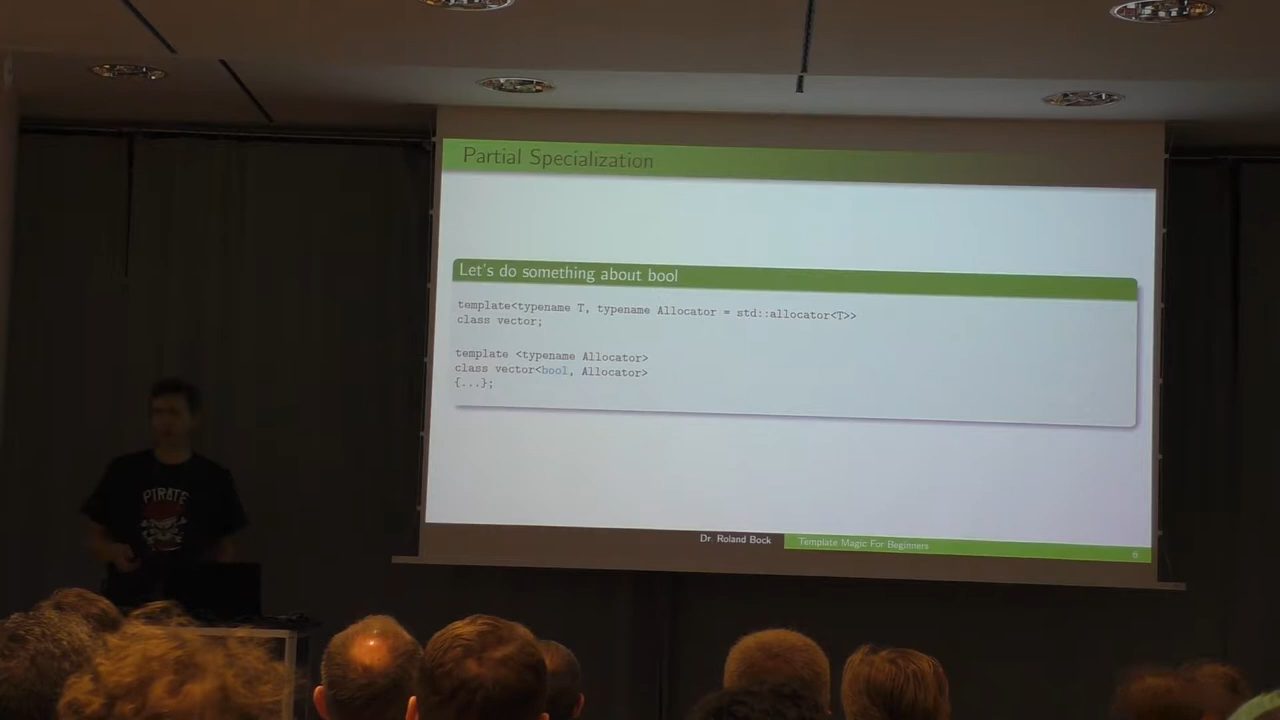 Partial Specialization
Let's do something about bool
template<typename T, typename Allocator = std::allocator<T>>
class vector;
template <typename Allocator>
class vector<bool, Allocator>
{...};
Dr. Roland Bock
Template Magic For Beginners
6
PIRATE